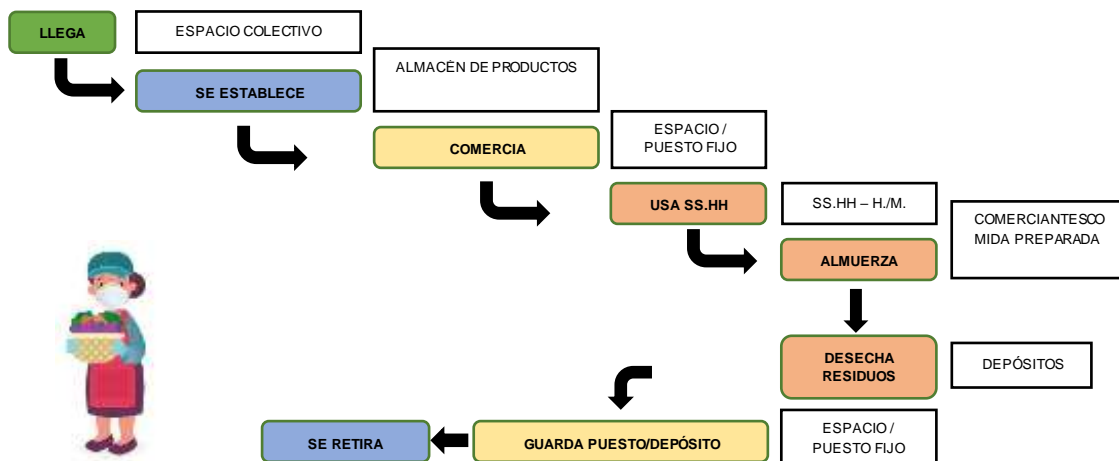 LLEGA
ESPACIO COLECTIVO
SE ESTABLECE
ALMACÉN DE PRODUCTOS
COMERCIA
ESPACIO /
PUESTO FIJO
USA SS.HH
SS.HH – H./M.
ALMUERZA
COMERCIANTESCO
MIDA PREPARADA
DESECHA
RESIDUOS
DEPÓSITOS
SE RETIRA
GUARDA PUESTO/DEPÓSITO
ESPACIO /
PUESTO FIJO